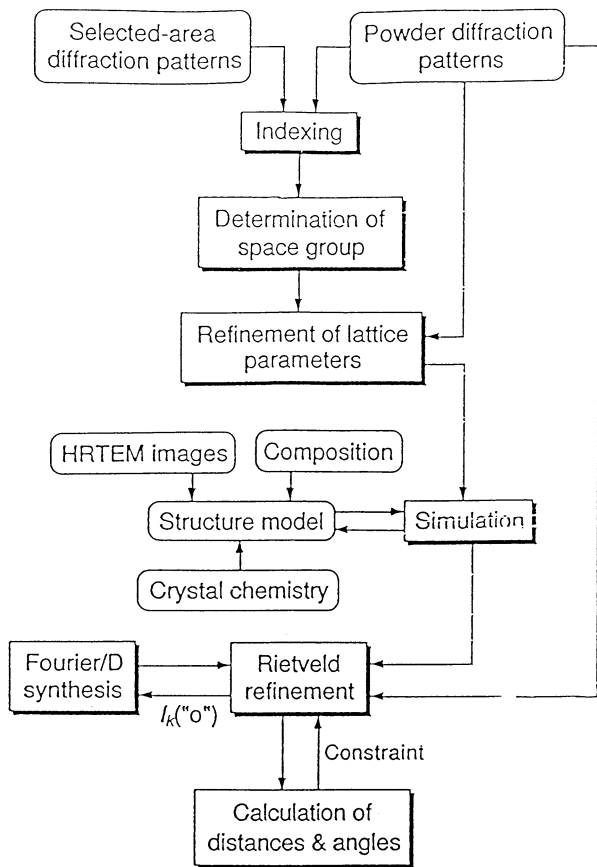 Selected-area
diffraction patterns
Powder diffraction
patterns
Indexing
Determination of
space group
Refinement of lattice
parameters
HRTEM images
Composition
Structure model
Simulation
Crystal chemistry
Fourier/D
synthesis
Rietveld
refinement
I_k("o")
Constraint
Calculation of
distances & angles